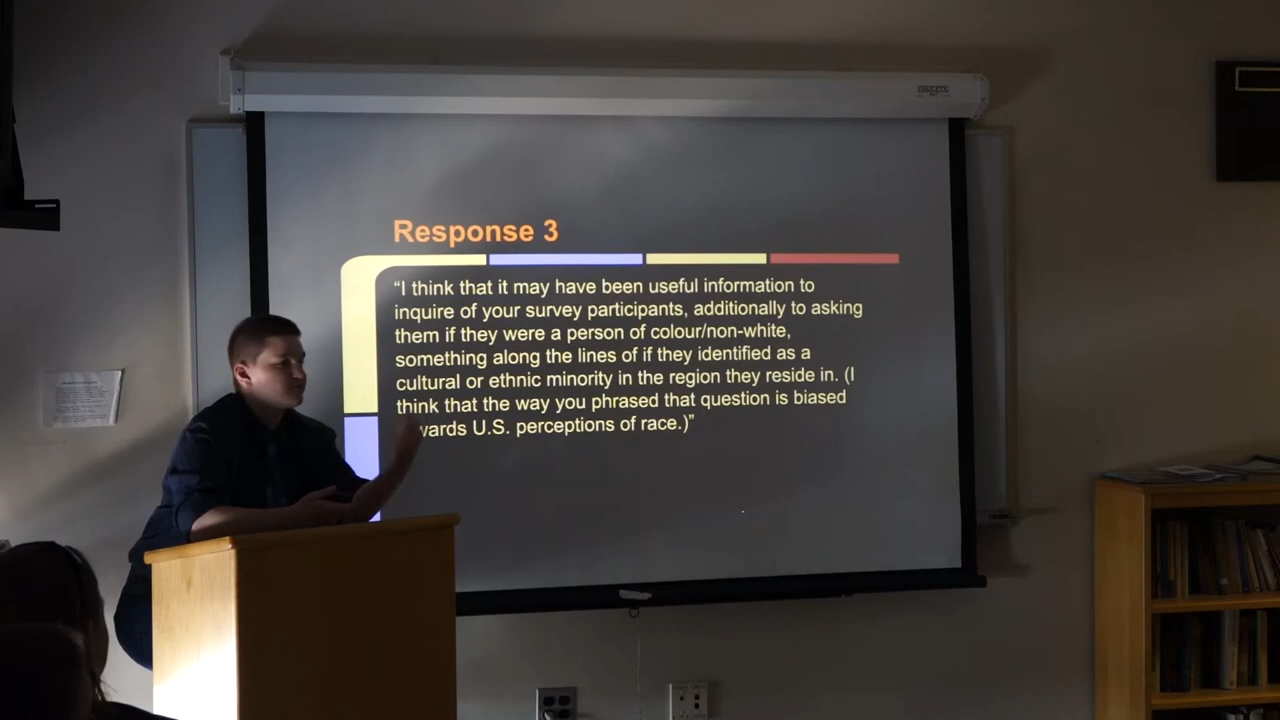 Response 3
“I think that it may have been useful information to
inquire of your survey participants, additionally to asking
them if they were a person of colour/non-white,
something along the lines of if they identified as a
cultural or ethnic minority in the region they reside in. (I
think that the way you phrased that question is biased
wards U.S. perceptions of race.)”